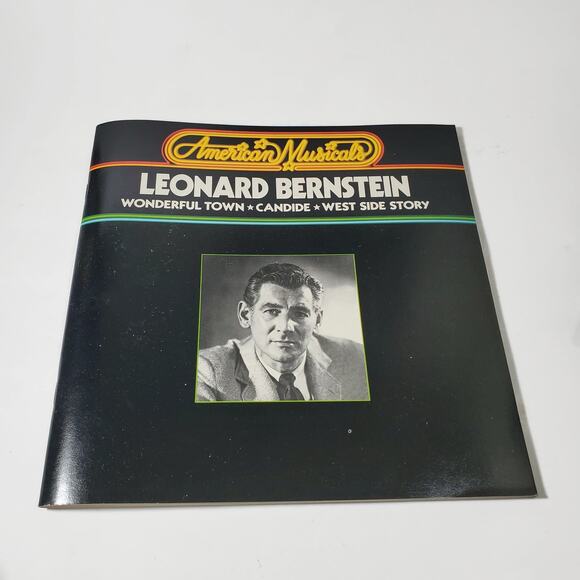 American Musicals
LEONARD BERNSTEIN
WONDERFUL TOWN ★ CANDIDE ★ WEST SIDE STORY